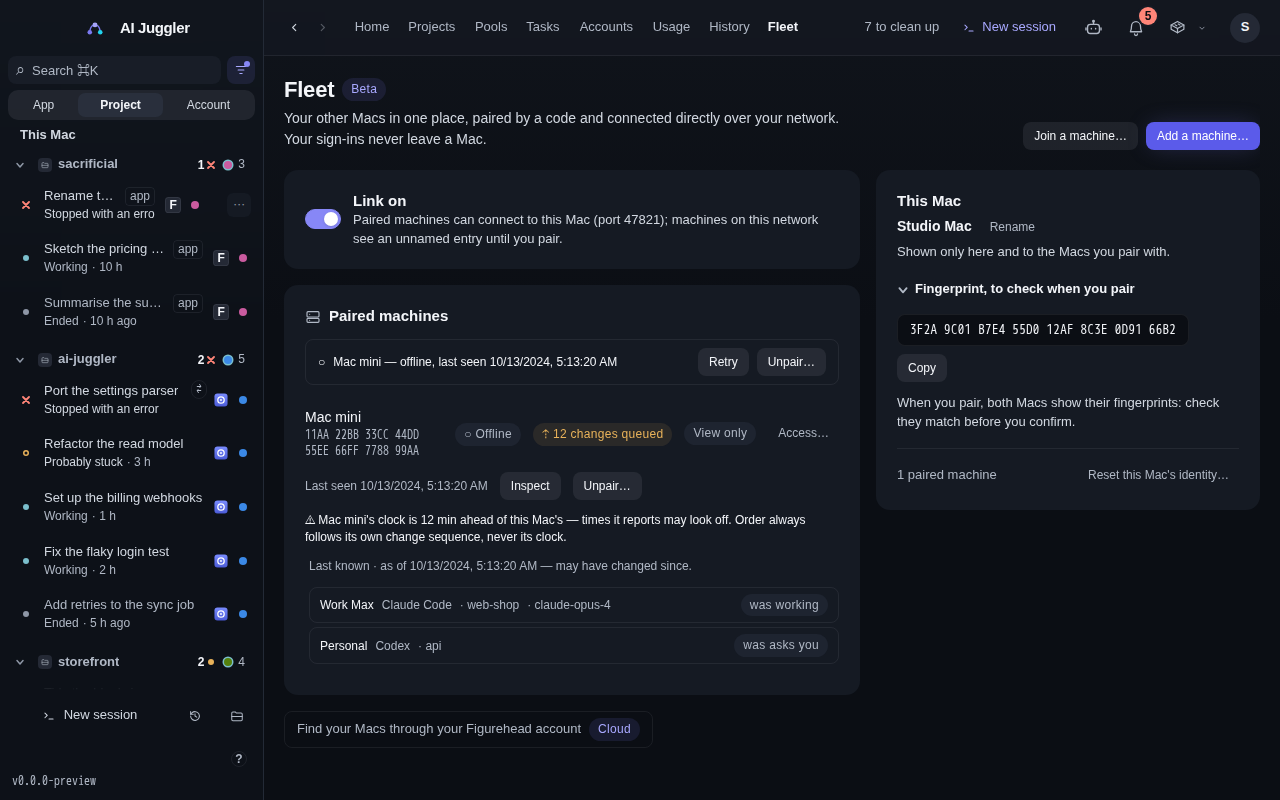 AI Juggler
Search ⌘K
App Project Account
This Mac
sacrificial 1 3
Rename t… app F
Stopped with an erro
Sketch the pricing … app F
Working · 10 h
Summarise the su… app F
Ended · 10 h ago
ai-juggler 2 5
Port the settings parser
Stopped with an error
Refactor the read model
Probably stuck · 3 h
Set up the billing webhooks
Working · 1 h
Fix the flaky login test
Working · 2 h
Add retries to the sync job
Ended · 5 h ago
storefront 2 4
New session
?
v0.0.0-preview
Home Projects Pools Tasks Accounts Usage History Fleet
7 to clean up New session 5 S
Fleet Beta
Your other Macs in one place, paired by a code and connected directly over your network.
Your sign-ins never leave a Mac.
Join a machine… Add a machine…
Link on
Paired machines can connect to this Mac (port 47821); machines on this network
see an unnamed entry until you pair.
Paired machines
○ Mac mini — offline, last seen 10/13/2024, 5:13:20 AM Retry Unpair…
Mac mini
11AA 22BB 33CC 44DD
55EE 66FF 7788 99AA
○ Offline ↑ 12 changes queued View only Access…
Last seen 10/13/2024, 5:13:20 AM Inspect Unpair…
⚠ Mac mini's clock is 12 min ahead of this Mac's — times it reports may look off. Order always
follows its own change sequence, never its clock.
Last known · as of 10/13/2024, 5:13:20 AM — may have changed since.
Work Max Claude Code · web-shop · claude-opus-4 was working
Personal Codex · api was asks you
Find your Macs through your Figurehead account Cloud
This Mac
Studio Mac Rename
Shown only here and to the Macs you pair with.
Fingerprint, to check when you pair
3F2A 9C01 B7E4 55D0 12AF 8C3E 0D91 66B2
Copy
When you pair, both Macs show their fingerprints: check
they match before you confirm.
1 paired machine Reset this Mac's identity…